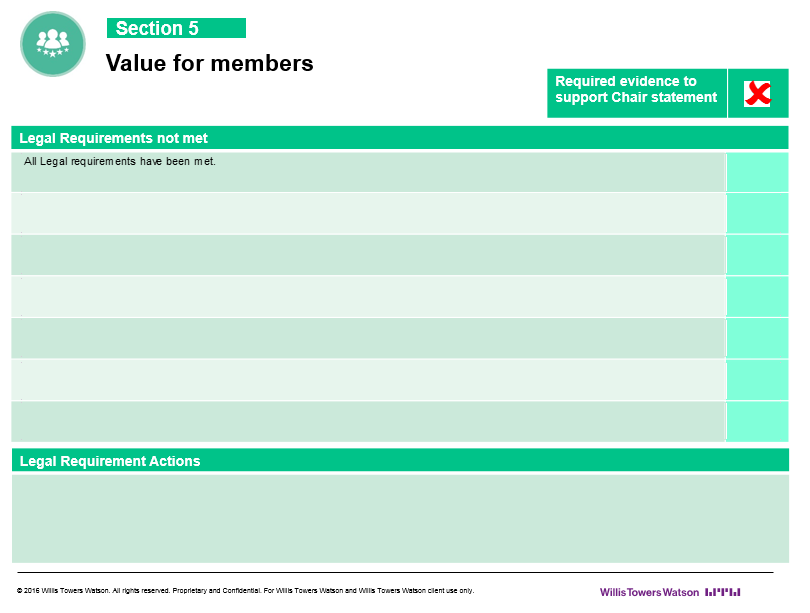 Section 5
Value for members
Required evidence to
support Chair statement
Legal Requirements not met
All Legal requirements have been met.
Legal Requirement Actions
© 2016 Willis Towers Watson. All rights reserved. Proprietary and Confidential. For Willis Towers Watson and Willis Towers Watson client use only.
WillisTowersWatson